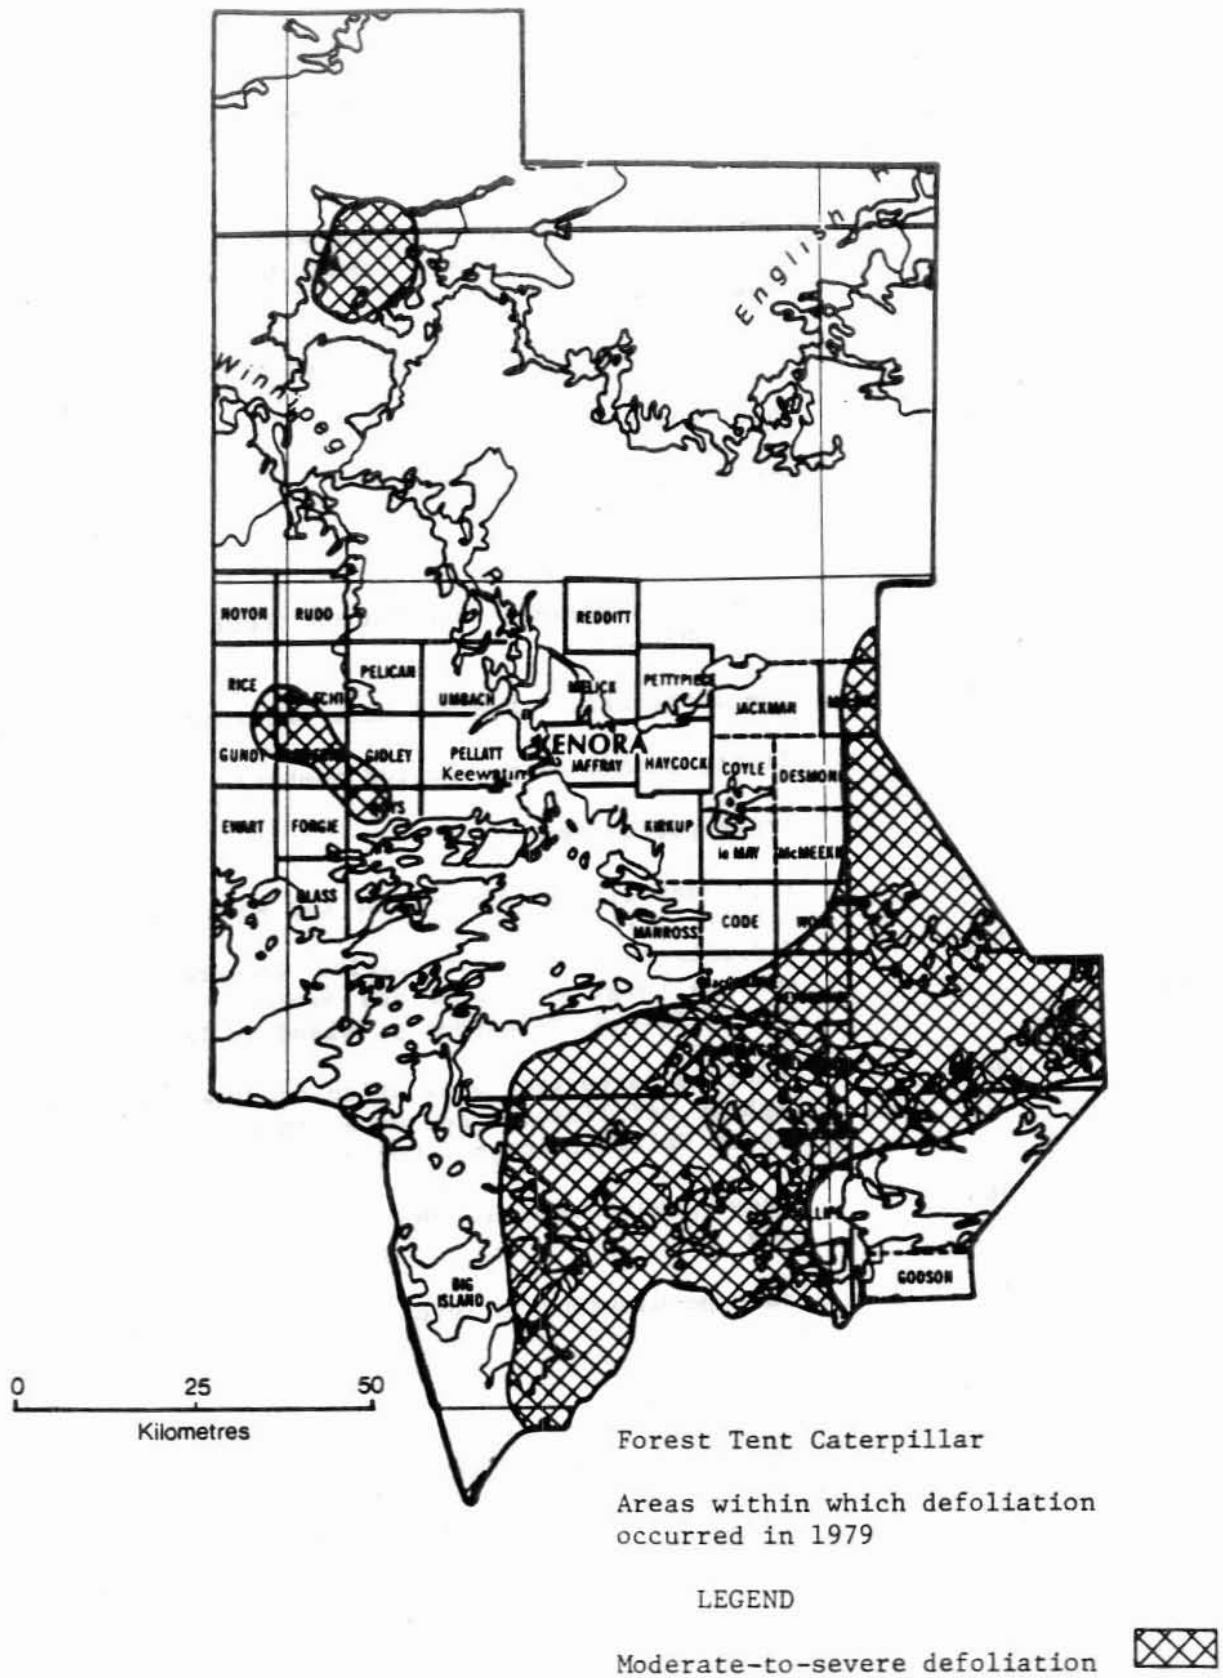 English
Winnipeg
R
NOYON
RUDD
REDDITT
RICE
PELICAN
UMBACH
MELICK
PETTYPIECE
JACKMAN
GUNDY
GIDLEY
PELLATT
Keewatin
KENORA
JAFFRAY
HAYCOCK
COYLE
DESMOND
EWART
FORGIE
KIRKUP
le MAY
McMEEKIN
GLASS
MANROSS
CODE
BIG
ISLAND
GODSON
0 25 50
Kilometres
Forest Tent Caterpillar
Areas within which defoliation
occurred in 1979
LEGEND
Moderate-to-severe defoliation